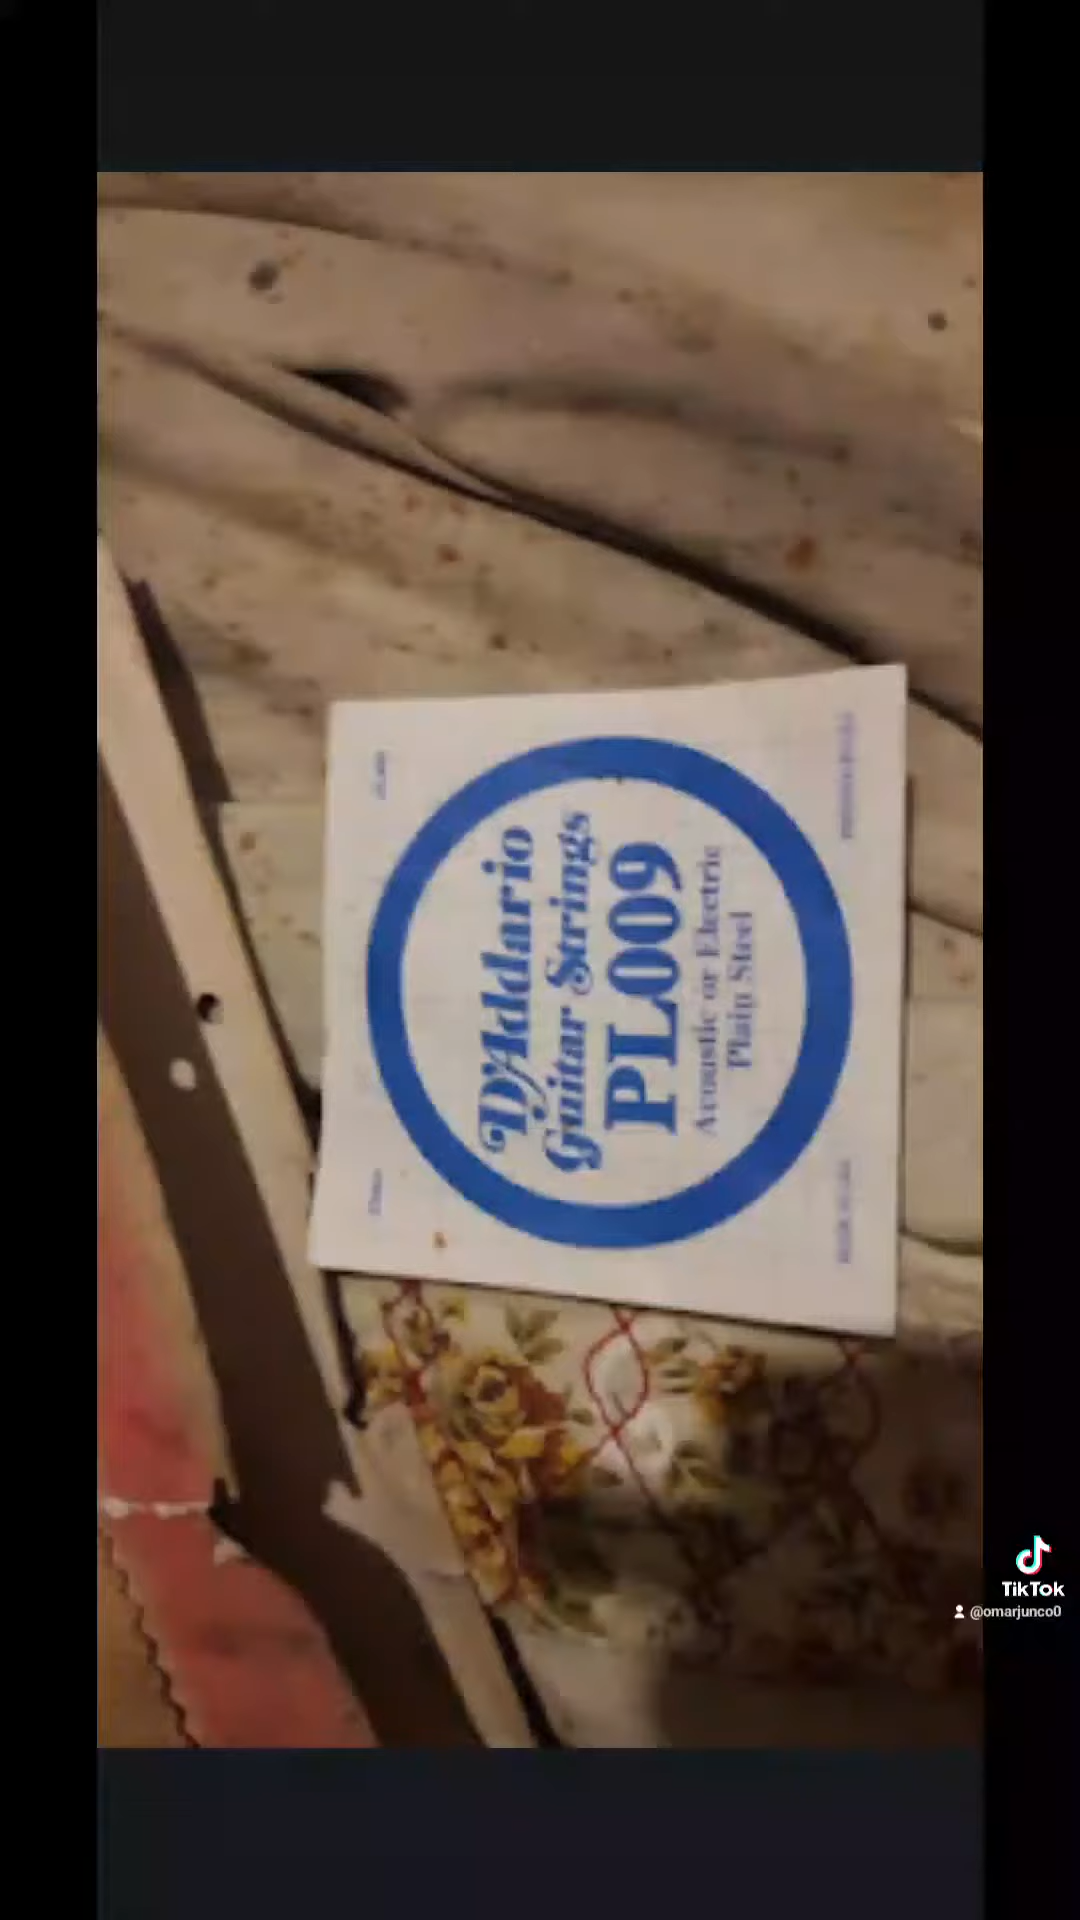 D'Addario
Guitar Strings
PL009
Acoustic or Electric
Plain Steel
TikTok
@omarjunco0